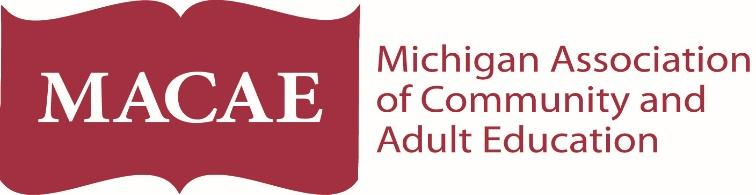 MACAE
Michigan Association
of Community and
Adult Education